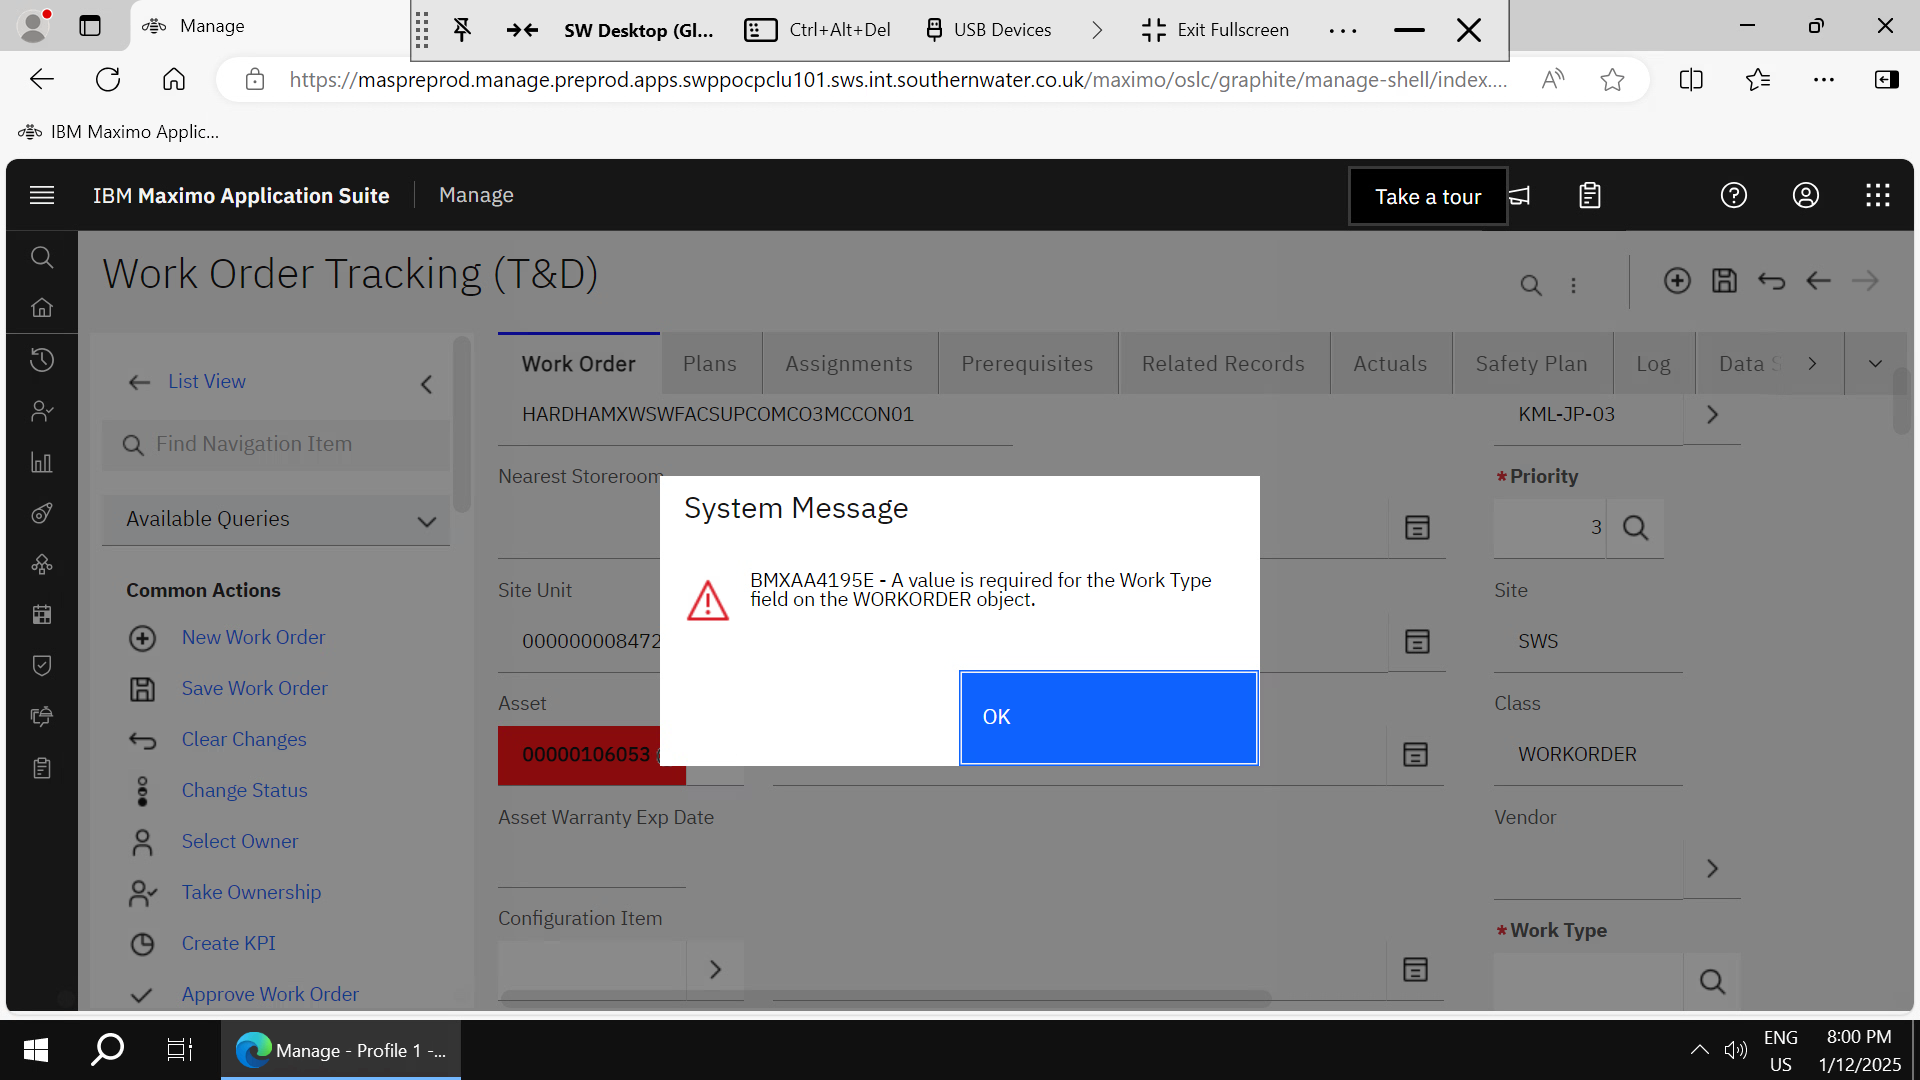 Manage
SW Desktop (Gl...
Ctrl+Alt+Del
USB Devices
Exit Fullscreen
https://maspreprod.manage.preprod.apps.swppocpclu101.sws.int.southernwater.co.uk/maximo/oslc/graphite/manage-shell/index....
IBM Maximo Applic...
IBM Maximo Application Suite
Manage
Take a tour
Work Order Tracking (T&D)
List View
Find Navigation Item
Available Queries
Common Actions
New Work Order
Save Work Order
Clear Changes
Change Status
Select Owner
Take Ownership
Create KPI
Approve Work Order
Work Order
Plans
Assignments
Prerequisites
Related Records
Actuals
Safety Plan
Log
Data S
HARDHAMXWSWFACSUPCOMCO3MCCON01
KML-JP-03
Nearest Storeroom
* Priority
3
Site Unit
Site
000000008472
SWS
Asset
Class
00000106053
WORKORDER
Asset Warranty Exp Date
Vendor
Configuration Item
* Work Type
System Message
BMXAA4195E - A value is required for the Work Type
field on the WORKORDER object.
OK
Manage - Profile 1 -...
ENG
US
8:00 PM
1/12/2025